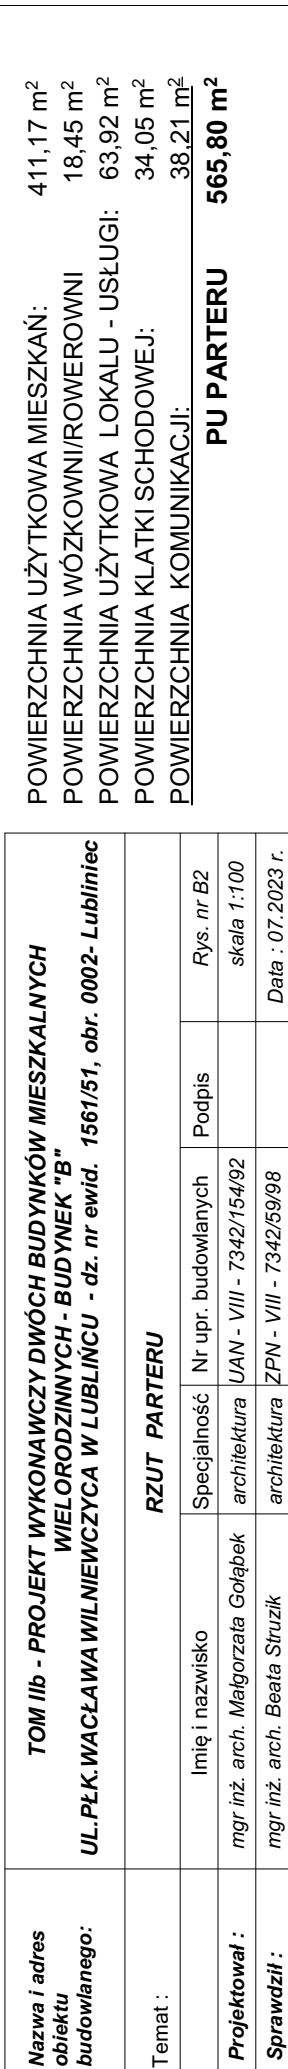 POWIERZCHNIA UŻYTKOWA MIESZKAŃ: 411,17 m²
POWIERZCHNIA WÓZKOWNI/ROWEROWNI 18,45 m²
POWIERZCHNIA UŻYTKOWA LOKALU - USŁUGI: 63,92 m²
POWIERZCHNIA KLATKI SCHODOWEJ: 34,05 m²
POWIERZCHNIA KOMUNIKACJI: 38,21 m²
PU PARTERU 565,80 m²
Nazwa i adres
obiektu
budowlanego:
TOM IIb - PROJEKT WYKONAWCZY DWÓCH BUDYNKÓW MIESZKALNYCH
WIELORODZINNYCH - BUDYNEK "B"
UL.PŁK.WACŁAWA WILNIEWCZYCA W LUBLIŃCU - dz. nr ewid. 1561/51, obr. 0002- Lubliniec
Temat : RZUT PARTERU
Imię i nazwisko Specjalność Nr upr. budowlanych Podpis Rys. nr B2
Projektował : mgr inż. arch. Małgorzata Gołąbek architektura UAN - VIII - 7342/154/92 skala 1:100
Sprawdził : mgr inż. arch. Beata Struzik architektura ZPN - VIII - 7342/59/98 Data : 07.2023 r.